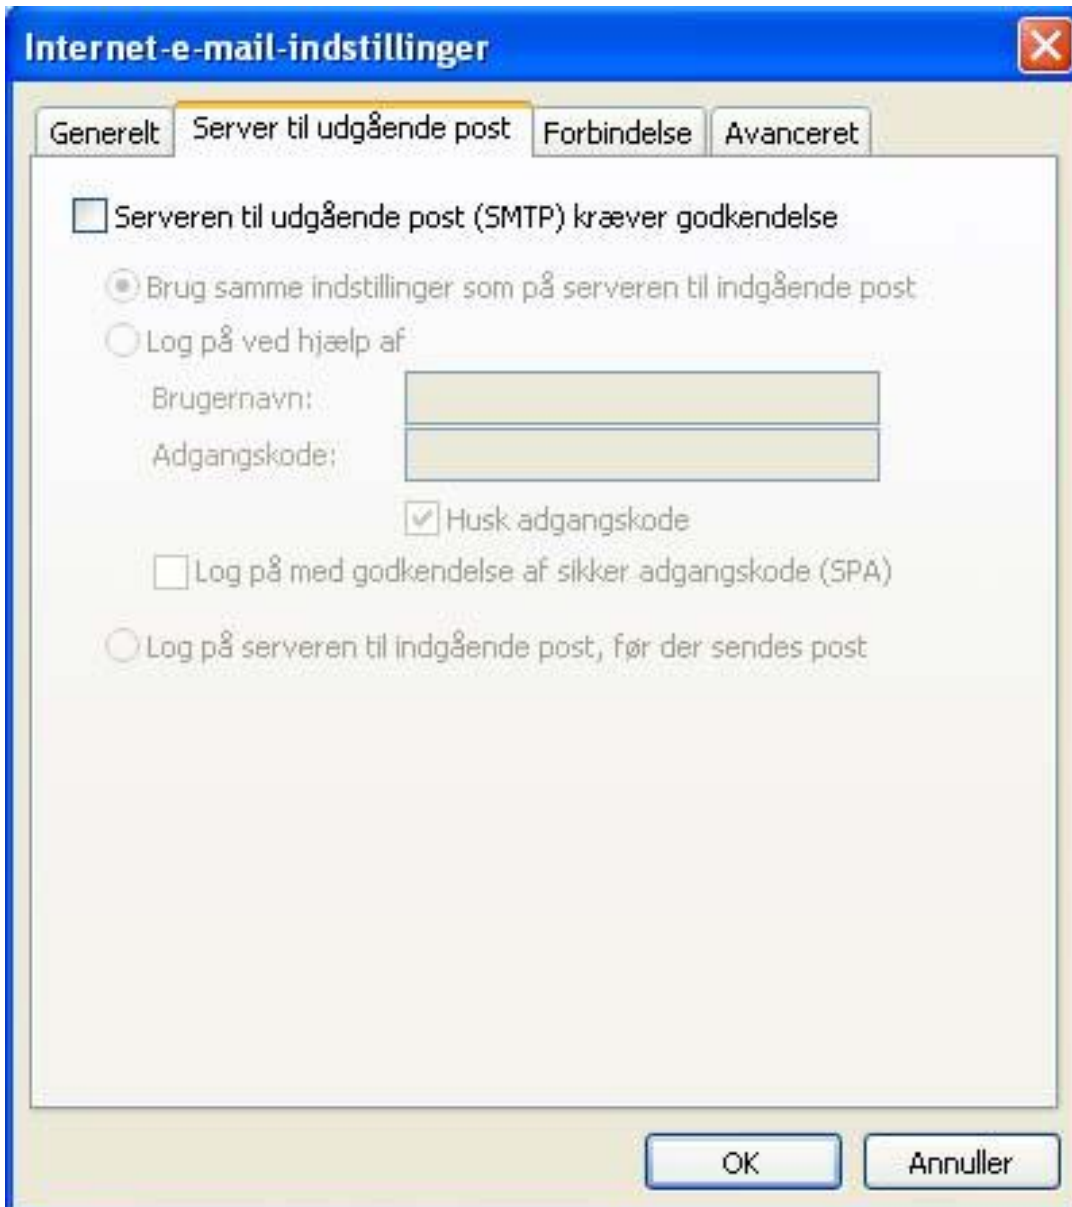 Internet-e-mail-indstillinger
Generelt Server til udgående post Forbindelse Avanceret
Serveren til udgående post (SMTP) kræver godkendelse
Brug samme indstillinger som på serveren til indgående post
Log på ved hjælp af
Brugernavn:
Adgangskode:
Husk adgangskode
Log på med godkendelse af sikker adgangskode (SPA)
Log på serveren til indgående post, før der sendes post
OK Annuller